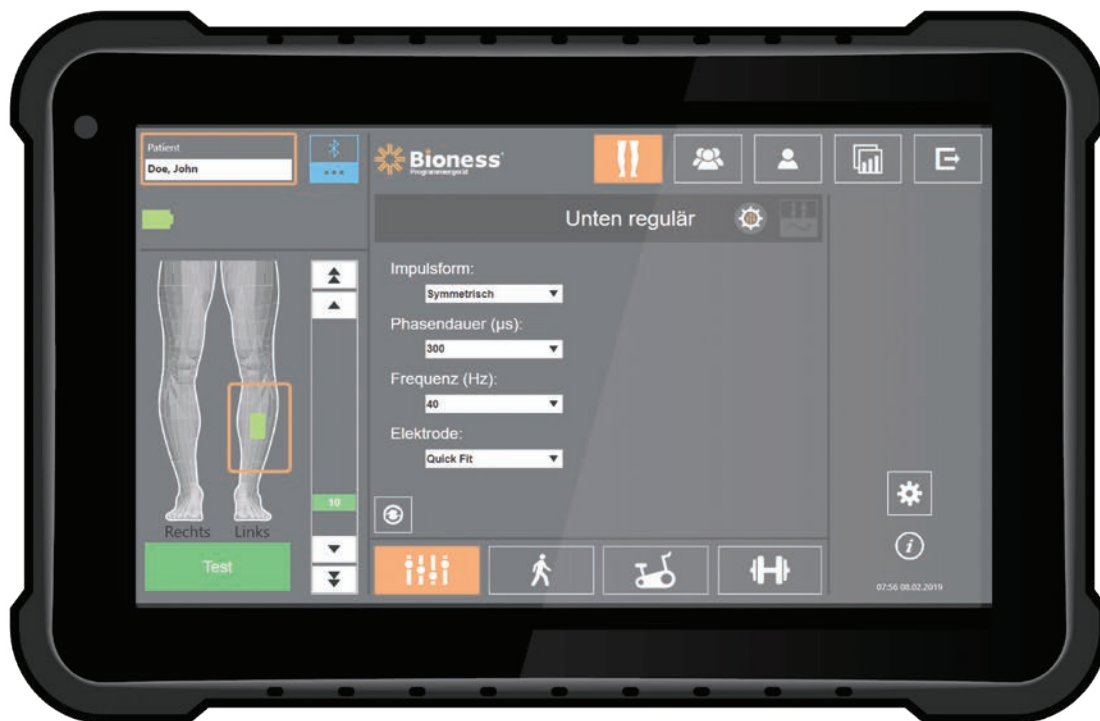 Patient
Doe, John
Bioness
Programmiergerät
Unten regulär
Impulsform:
Symmetrisch
Phasendauer (µs):
300
Frequenz (Hz):
40
Elektrode:
Quick Fit
10
Rechts Links
Test
07:56 08.02.2019